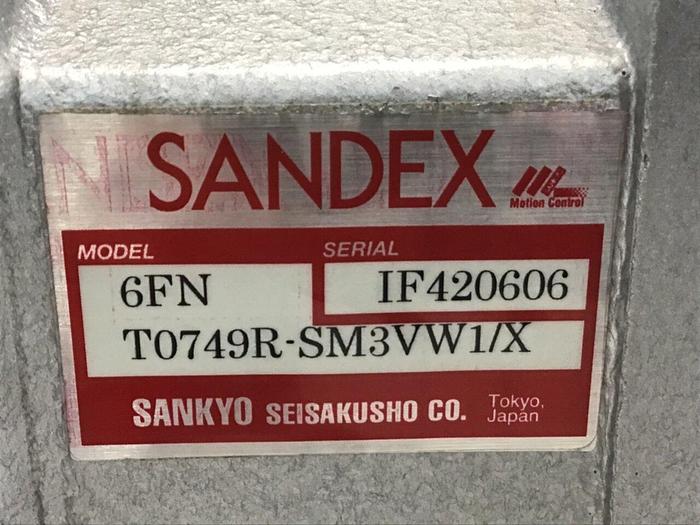 SANDEX
Motion Control
MODEL SERIAL
6FN IF420606
T0749R-SM3VW1/X
SANKYO SEISAKUSHO CO. Tokyo,
Japan